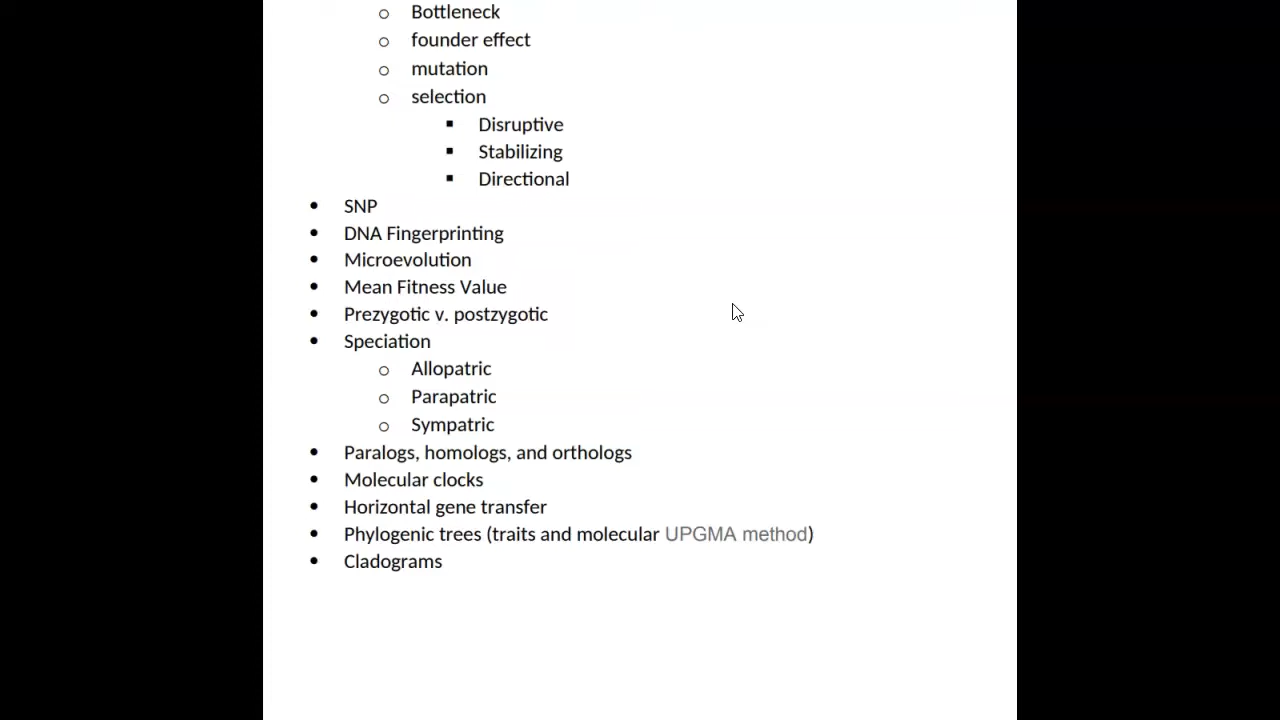 Bottleneck
founder effect
mutation
selection
Disruptive
Stabilizing
Directional
SNP
DNA Fingerprinting
Microevolution
Mean Fitness Value
Prezygotic v. postzygotic
Speciation
Allopatric
Parapatric
Sympatric
Paralogs, homologs, and orthologs
Molecular clocks
Horizontal gene transfer
Phylogenic trees (traits and molecular UPGMA method)
Cladograms